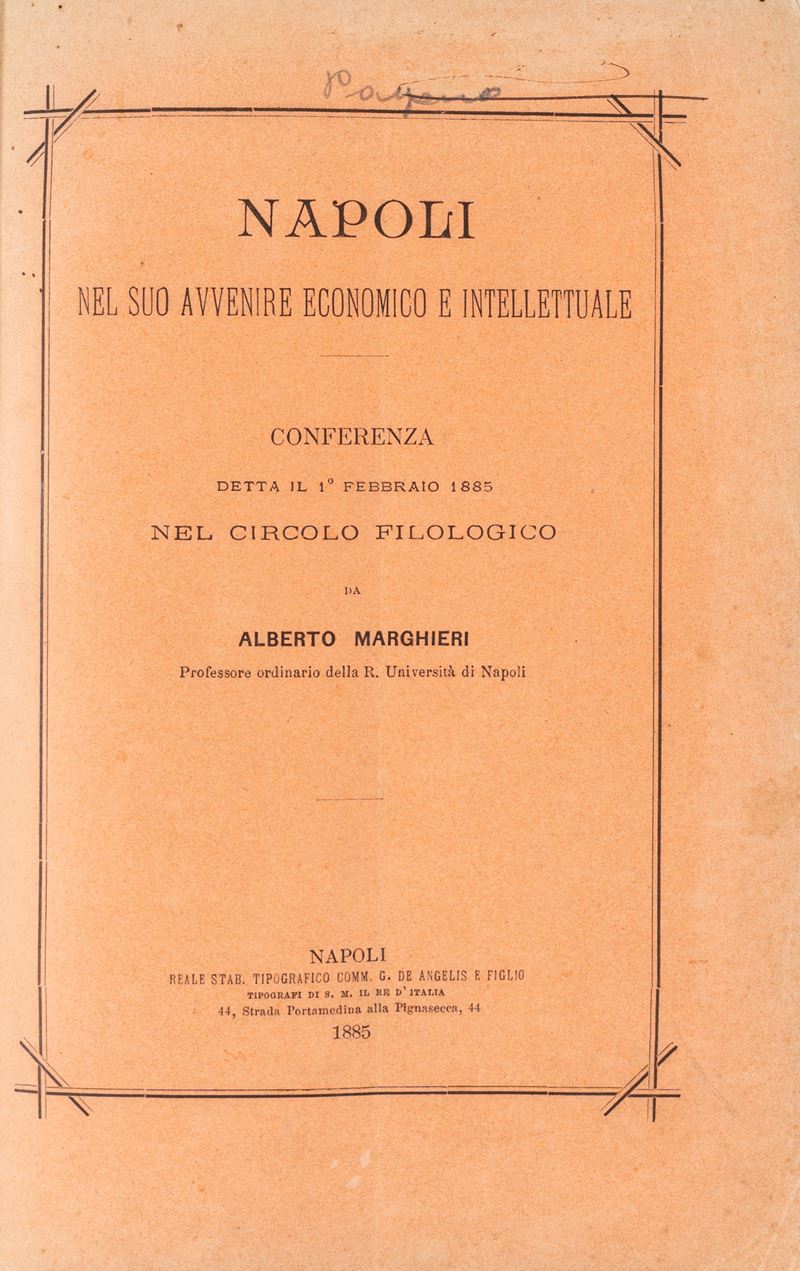 NAPOLI
NEL SUO AVVENIRE ECONOMICO E INTELLETTUALE
CONFERENZA
DETTA IL 1º FEBBRAIO 1885
NEL CIRCOLO FILOLOGICO
DA
ALBERTO MARGHIERI
Professore ordinario della R. Università di Napoli
NAPOLI
REALE STAB. TIPOGRAFICO COMM. G. DE ANGELIS E FIGLIO
TIPOGRAFI DI S. M. IL RE D'ITALIA
44, Strada Portamedina alla Pignasecca, 44
1885